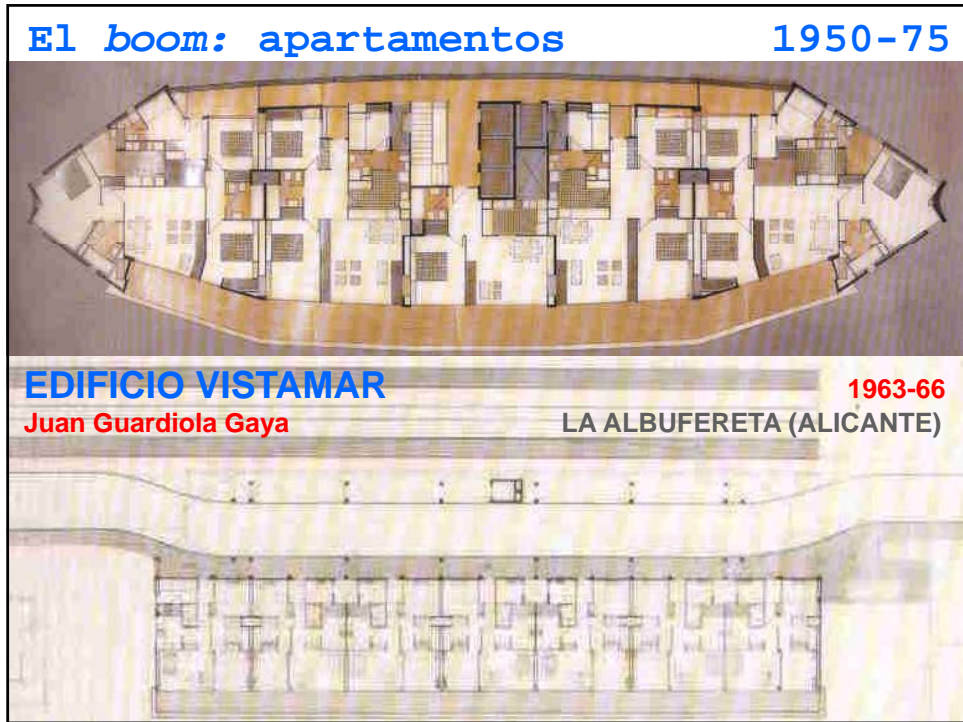 El boom: apartamentos 1950-75
EDIFICIO VISTAMAR 1963-66
Juan Guardiola Gaya LA ALBUFERETA (ALICANTE)